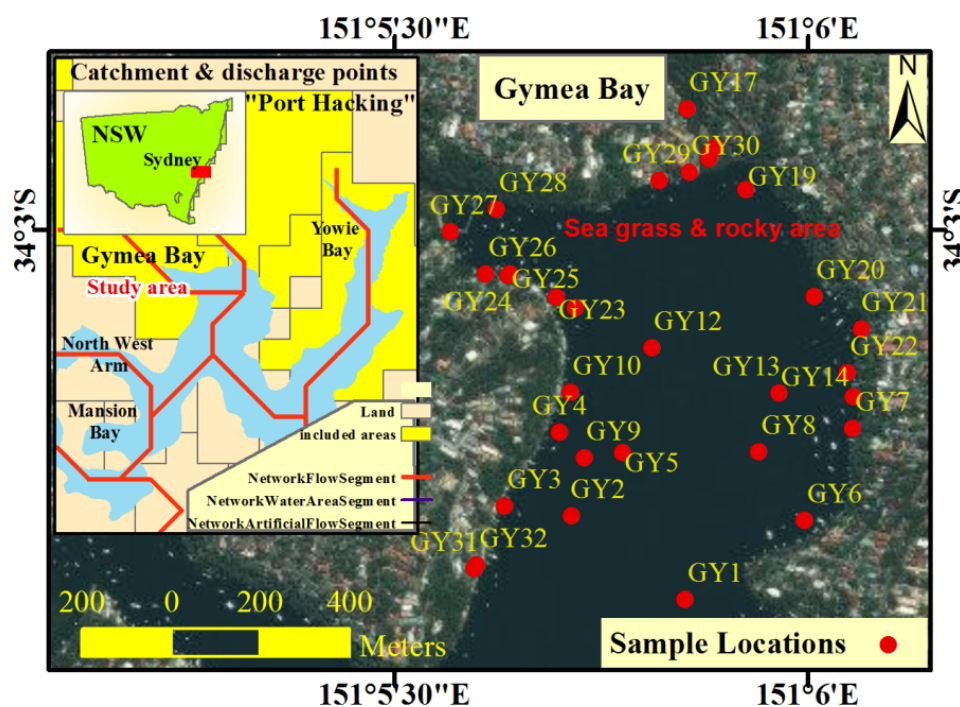 151°5'30"E
151°6'E
Catchment & discharge points
"Port Hacking"
NSW
Sydney
Gymea Bay
Study area
Yowie
Bay
North West
Arm
Mansion
Bay
Land
included areas
NetworkFlowSegment
NetworkWaterAreaSegment
NetworkArtificialFlowSegment
Gymea Bay
N
34°3'S
34°3'S
GY17
GY30
GY29
GY19
GY28
GY27
Sea grass & rocky area
GY26
GY25
GY24
GY23
GY20
GY21
GY12
GY22
GY10
GY13
GY14
GY7
GY4
GY9
GY8
GY5
GY3
GY2
GY6
GY31
GY32
GY1
200
0
200
400
Meters
Sample Locations
151°5'30"E
151°6'E